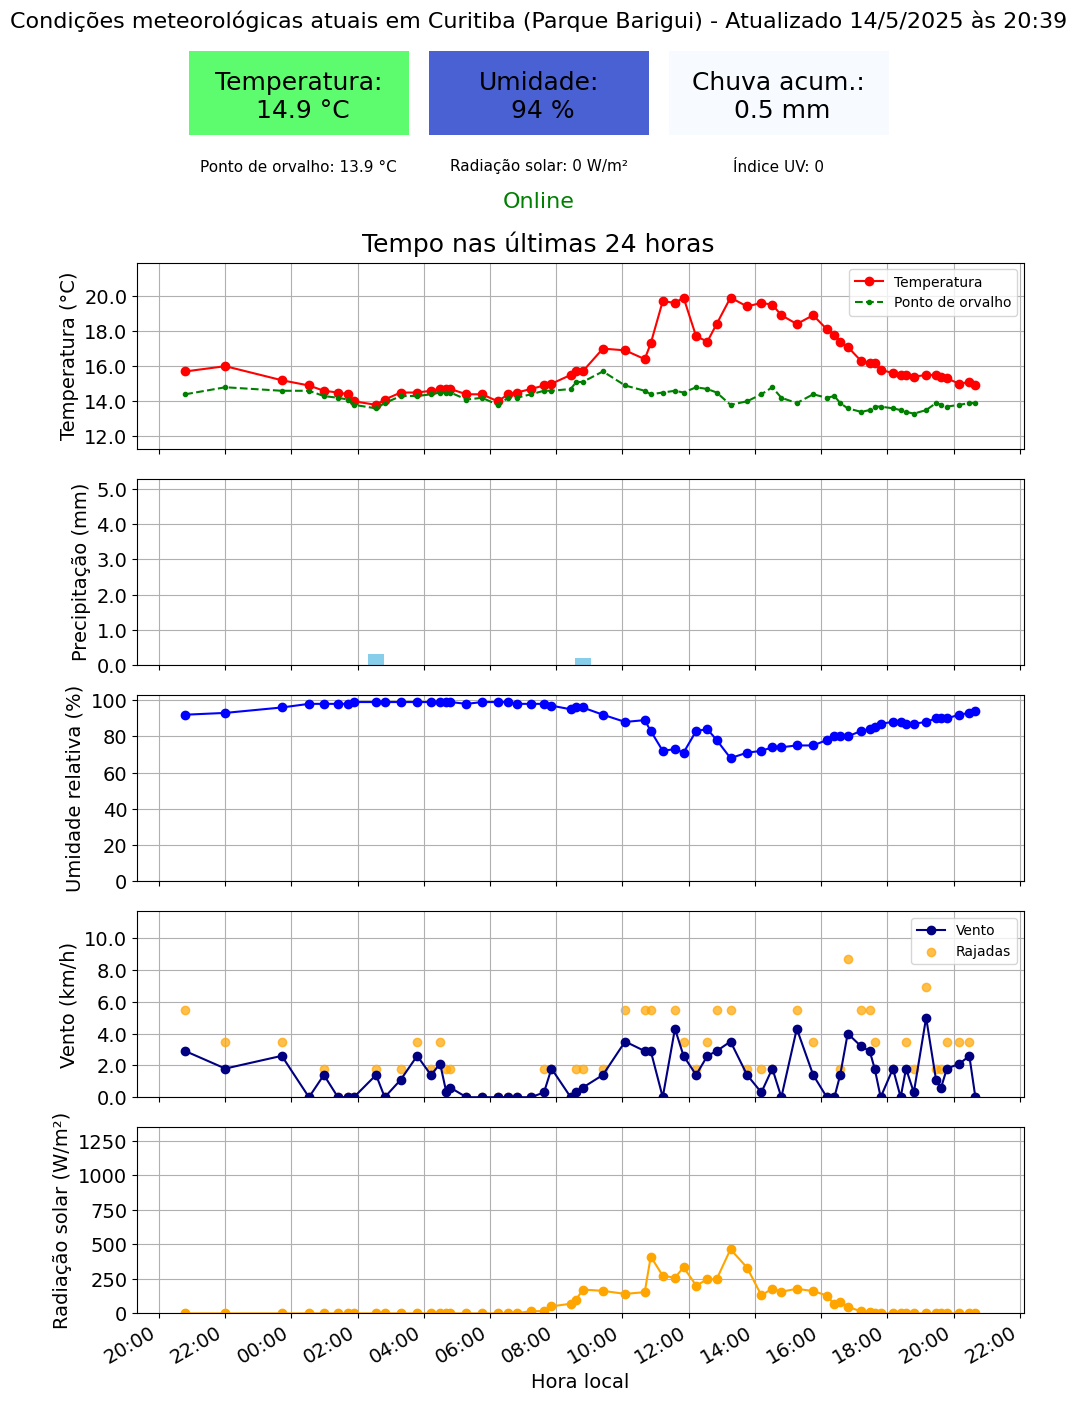 Condições meteorológicas atuais em Curitiba (Parque Barigui) - Atualizado 14/5/2025 às 20:39
Temperatura:
14.9 °C
Umidade:
94 %
Chuva acum.:
0.5 mm
Ponto de orvalho: 13.9 °C
Radiação solar: 0 W/m²
Índice UV: 0
Online
Tempo nas últimas 24 horas
Temperatura (°C)
20.0
18.0
16.0
14.0
12.0
Temperatura
Ponto de orvalho
Precipitação (mm)
5.0
4.0
3.0
2.0
1.0
0.0
Umidade relativa (%)
100
80
60
40
20
0
Vento (km/h)
10.0
8.0
6.0
4.0
2.0
0.0
Vento
Rajadas
Radiação solar (W/m²)
1250
1000
750
500
250
0
20:00
22:00
00:00
02:00
04:00
06:00
08:00
10:00
12:00
14:00
16:00
18:00
20:00
22:00
Hora local